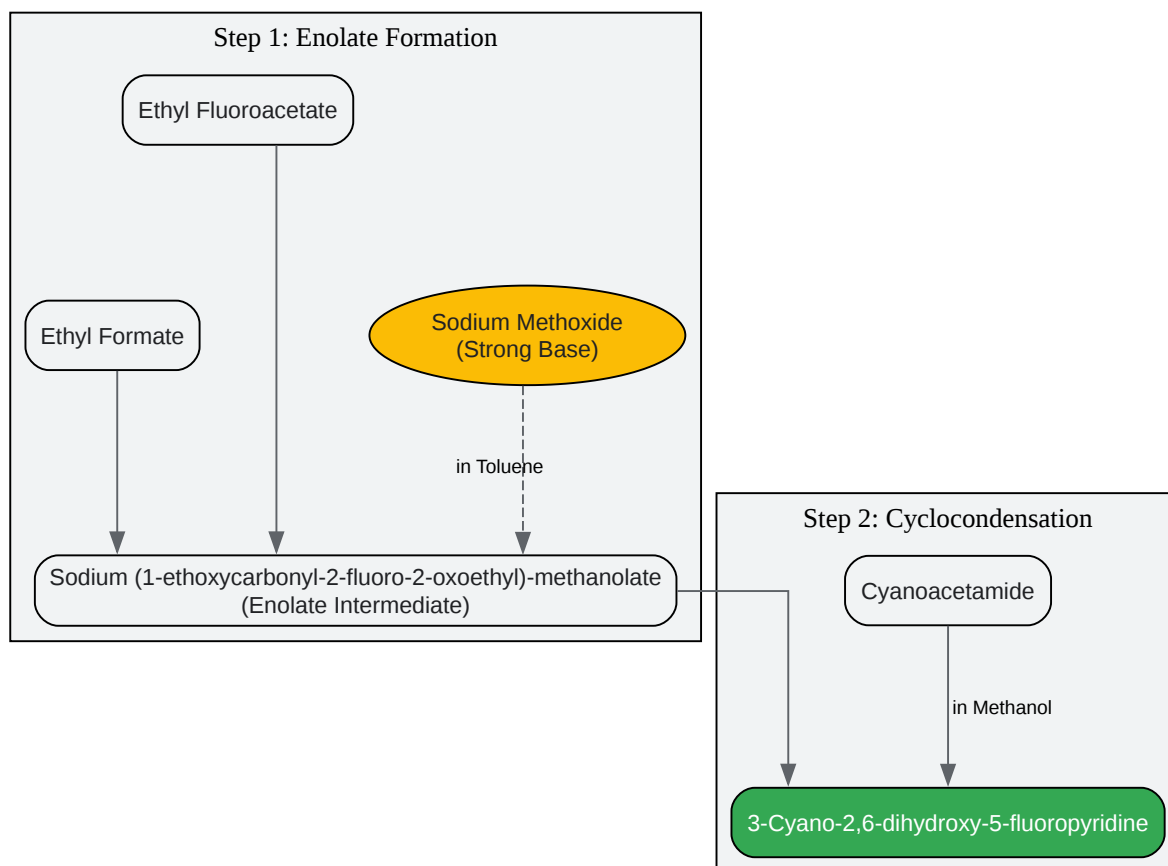 Step 1: Enolate Formation
Ethyl Fluoroacetate
Ethyl Formate
Sodium Methoxide
(Strong Base)
in Toluene
Sodium (1-ethoxycarbonyl-2-fluoro-2-oxoethyl)-methanolate
(Enolate Intermediate)
Step 2: Cyclocondensation
Cyanoacetamide
in Methanol
3-Cyano-2,6-dihydroxy-5-fluoropyridine